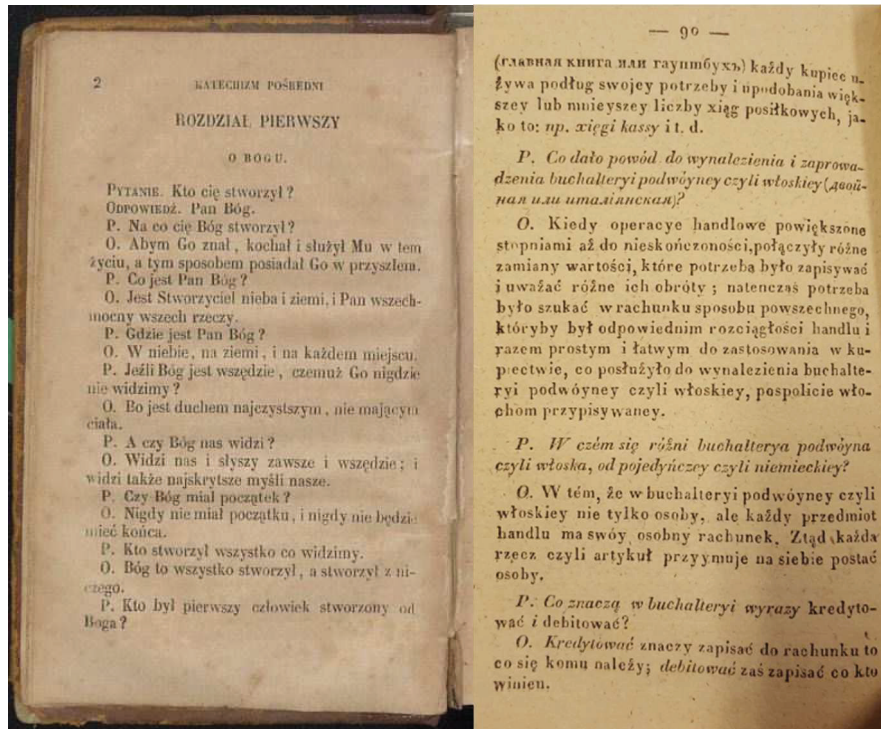 2
KATECHIZM POŚREDNI
ROZDZIAŁ PIERWSZY
O BOGU.
PYTANIE. Kto cię stworzył?
ODPOWIEDŹ. Pan Bóg.
P. Na co cię Bóg stworzył?
O. Abym Go znał, kochał i służył Mu w tem
życiu, a tym sposobem posiadał Go w przyszłem.
P. Co jest Pan Bóg?
O. Jest Stworzyciel nieba i ziemi, i Pan wszech-
mocny wszech rzeczy.
P. Gdzie jest Pan Bóg?
O. W niebie, na ziemi, i na każdem miejscu.
P. Jeźli Bóg jest wszędzie, czemuż Go nigdzie
nie widzimy?
O. Bo jest duchem najczystszym, nie mającym
ciała.
P. A czy Bóg nas widzi?
O. Widzi nas i słyszy zawsze i wszędzie; i
widzi także najskrytsze myśli nasze.
P. Czy Bóg miał początek?
O. Nigdy nie miał początku, i nigdy nie będzie
mieć końca.
P. Kto stworzył wszystko co widzimy.
O. Bóg to wszystko stworzył, a stworzył z ni-
czego.
P. Kto był pierwszy człowiek stworzony od
Boga?
— 90 —
(главная книга или гауптбухъ) każdy kupiec u-
żywa podług swojey potrzeby i upodobania więk-
szey lub mnieyszey liczby xiąg posiłkowych, ja-
ko to: np. xięgi kassy i t. d.
P. Co dało powód do wynalezienia i zaprowa-
dzenia buchalteryi podwóyney czyli włoskiey (двой-
ная или италіянская)?
O. Kiedy operacye handlowe powiększone
stopniami aż do nieskończoności, połączyły różne
zamiany wartości, które potrzeba było zapisywać
i uważać różne ich obróty; natenczas potrzeba
było szukać w rachunku sposobu powszechnego,
któryby był odpowiednim rozciągłości handlu i
razem prostym i łatwym do zastosowania w ku-
piectwie, co posłużyło do wynalezienia buchalte-
ryi podwóyney czyli włoskiey, pospolicie wło-
chom przypisywaney.
P. W czém się różni buchalterya podwóyna
czyli włoska, od pojedyńczey czyli niemieckiey?
O. W tém, że w buchalteryi podwóyney czyli
włoskiey nie tylko osoby, ale każdy przedmiot
handlu ma swóy osobny rachunek. Ztąd każda
rzecz czyli artykuł przyymuje na siebie postać
osoby.
P. Co znaczą w buchalteryi wyrazy kredyto-
wać i debitować?
O. Kredytować znaczy zapisać do rachunku to
co się komu należy; debitować zaś zapisać co kto
winien.